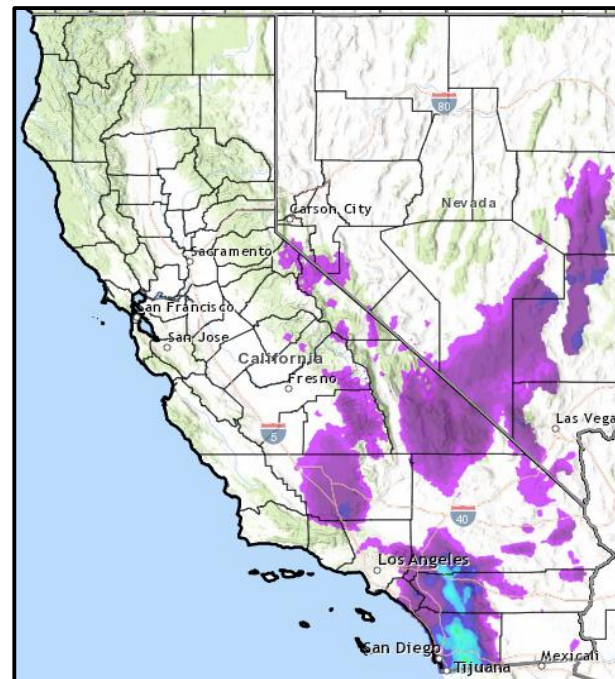 80
Nevada
Carson City
Sacramento
San Francisco
San Jose
California
Fresno
5
Las Vega
40
Los Angeles
San Diego
Mexicali
Tijuana